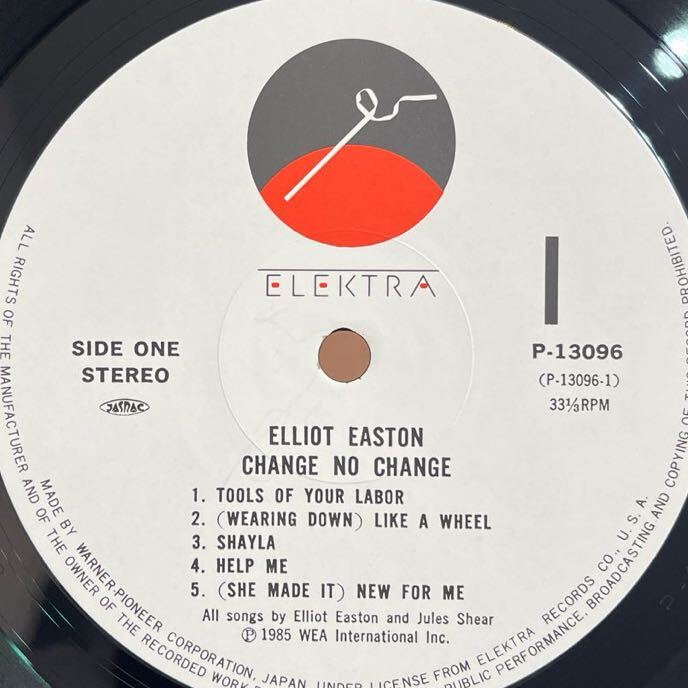 ELEKTRA
I
SIDE ONE
STEREO
JASRAC
P-13096
(P-13096-1)
33⅓RPM
ELLIOT EASTON
CHANGE NO CHANGE
1. TOOLS OF YOUR LABOR
2. (WEARING DOWN) LIKE A WHEEL
3. SHAYLA
4. HELP ME
5. (SHE MADE IT) NEW FOR ME
All songs by Elliot Easton and Jules Shear
Ⓟ 1985 WEA International Inc.
MADE BY WARNER-PIONEER CORPORATION, JAPAN, UNDER LICENSE FROM ELEKTRA RECORDS CO., U. S. A.
ALL RIGHTS OF THE MANUFACTURER AND OF THE OWNER OF THE RECORDED WORK PUBLIC PERFORMANCE, BROADCASTING AND COPYING OF THIS RECORD PROHIBITED.